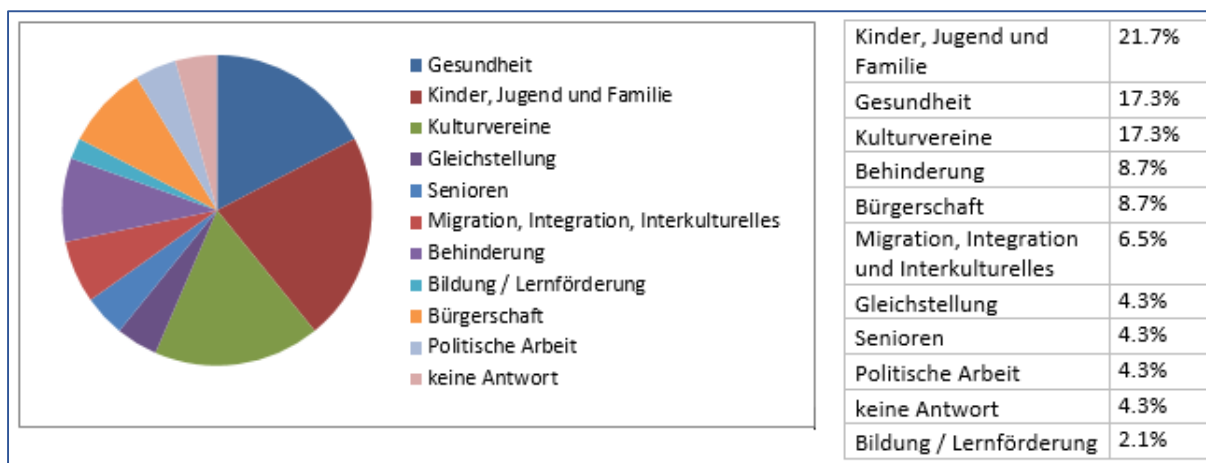 Gesundheit
Kinder, Jugend und Familie
Kulturvereine
Gleichstellung
Senioren
Migration, Integration, Interkulturelles
Behinderung
Bildung / Lernförderung
Bürgerschaft
Politische Arbeit
keine Antwort
Kinder, Jugend und 21.7%
Familie
Gesundheit 17.3%
Kulturvereine 17.3%
Behinderung 8.7%
Bürgerschaft 8.7%
Migration, Integration 6.5%
und Interkulturelles
Gleichstellung 4.3%
Senioren 4.3%
Politische Arbeit 4.3%
keine Antwort 4.3%
Bildung / Lernförderung 2.1%